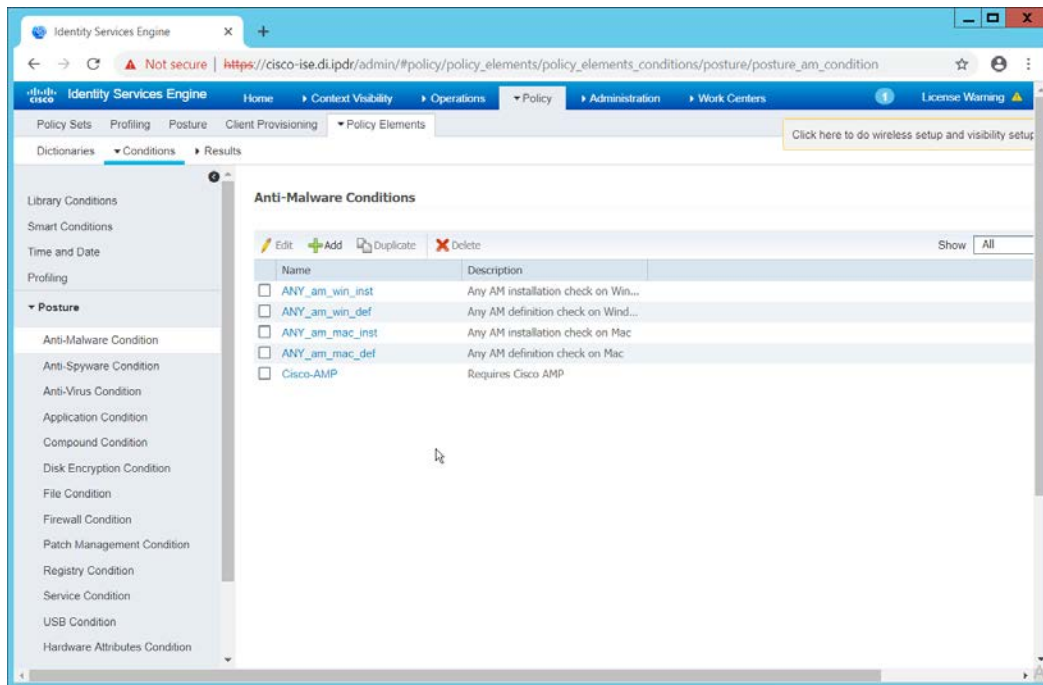 Identity Services Engine
Not secure | https://cisco-ise.di.ipdr/admin/#policy/policy_elements/policy_elements_conditions/posture/posture_am_condition
CISCO Identity Services Engine Home Context Visibility Operations Policy Administration Work Centers 1 License Warning
Policy Sets Profiling Posture Client Provisioning Policy Elements
Click here to do wireless setup and visibility setup
Dictionaries Conditions Results
Library Conditions
Smart Conditions
Time and Date
Profiling
Posture
Anti-Malware Condition
Anti-Spyware Condition
Anti-Virus Condition
Application Condition
Compound Condition
Disk Encryption Condition
File Condition
Firewall Condition
Patch Management Condition
Registry Condition
Service Condition
USB Condition
Hardware Attributes Condition
Anti-Malware Conditions
Edit Add Duplicate Delete Show All
Name Description
ANY_am_win_inst Any AM installation check on Win...
ANY_am_win_def Any AM definition check on Wind...
ANY_am_mac_inst Any AM installation check on Mac
ANY_am_mac_def Any AM definition check on Mac
Cisco-AMP Requires Cisco AMP